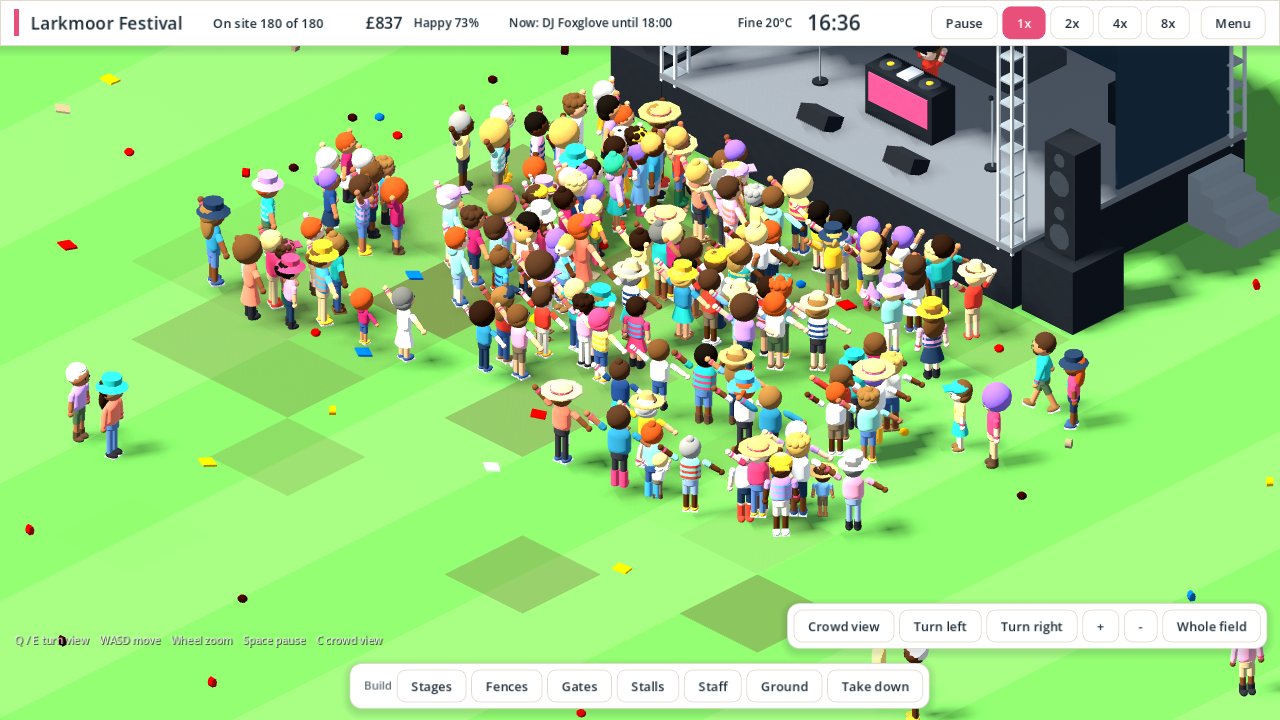 Larkmoor Festival On site 180 of 180 £837 Happy 73% Now: DJ Foxglove until 18:00 Fine 20°C 16:36 Pause 1x 2x 4x 8x Menu
Crowd view Turn left Turn right + - Whole field
Q / E turn view WASD move Wheel zoom Space pause C crowd view
Build Stages Fences Gates Stalls Staff Ground Take down